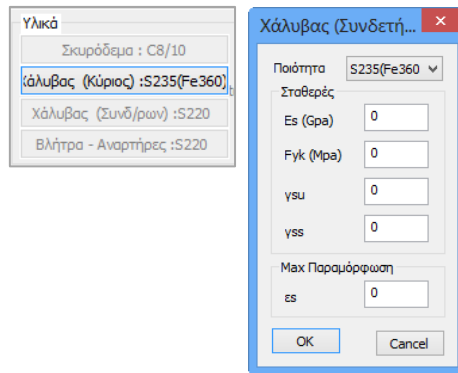 Υλικά
Σκυρόδεμα : C8/10
Χάλυβας (Κύριος) :S235(Fe360)
Χάλυβας (Συνδ/ρων) :S220
Βλήτρα - Αναρτήρες :S220
Χάλυβας (Συνδετή...
Ποιότητα S235(Fe360
Σταθερές
Es (Gpa) 0
Fyk (Mpa) 0
γsu 0
γss 0
Max Παραμόρφωση
εs 0
OK Cancel